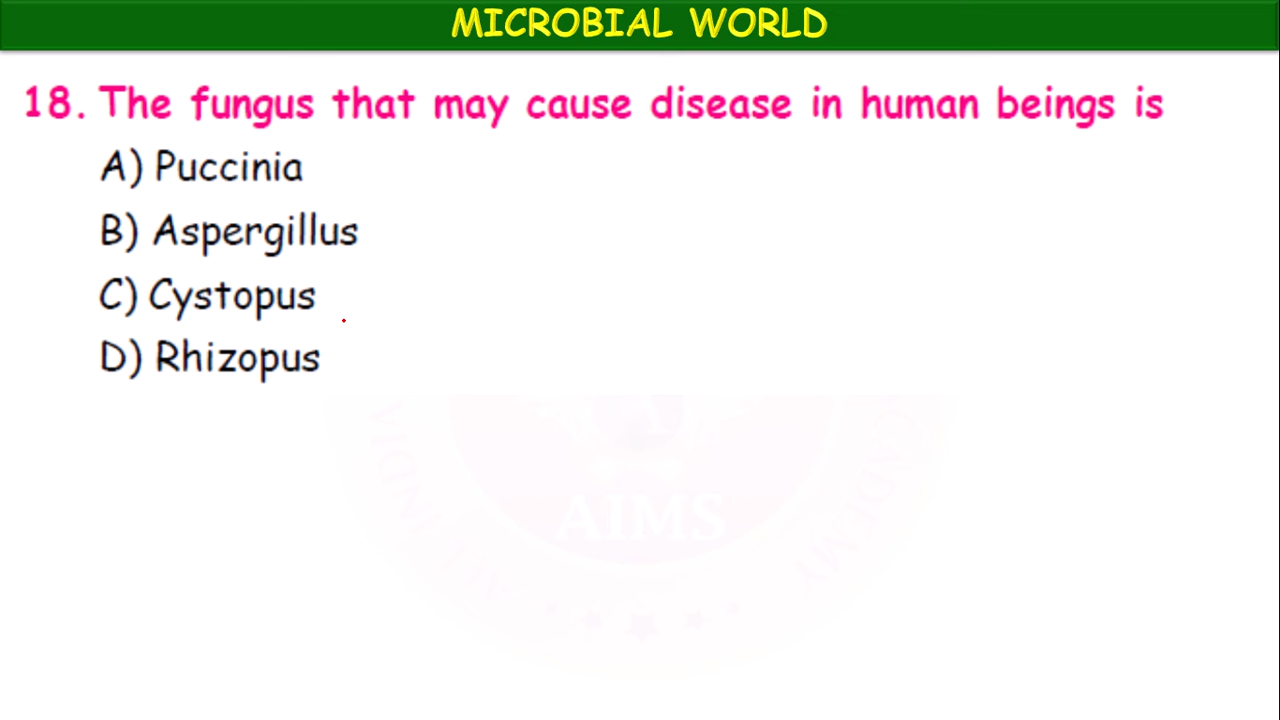 MICROBIAL WORLD
18. The fungus that may cause disease in human beings is
A) Puccinia
B) Aspergillus
C) Cystopus
D) Rhizopus
AIMS